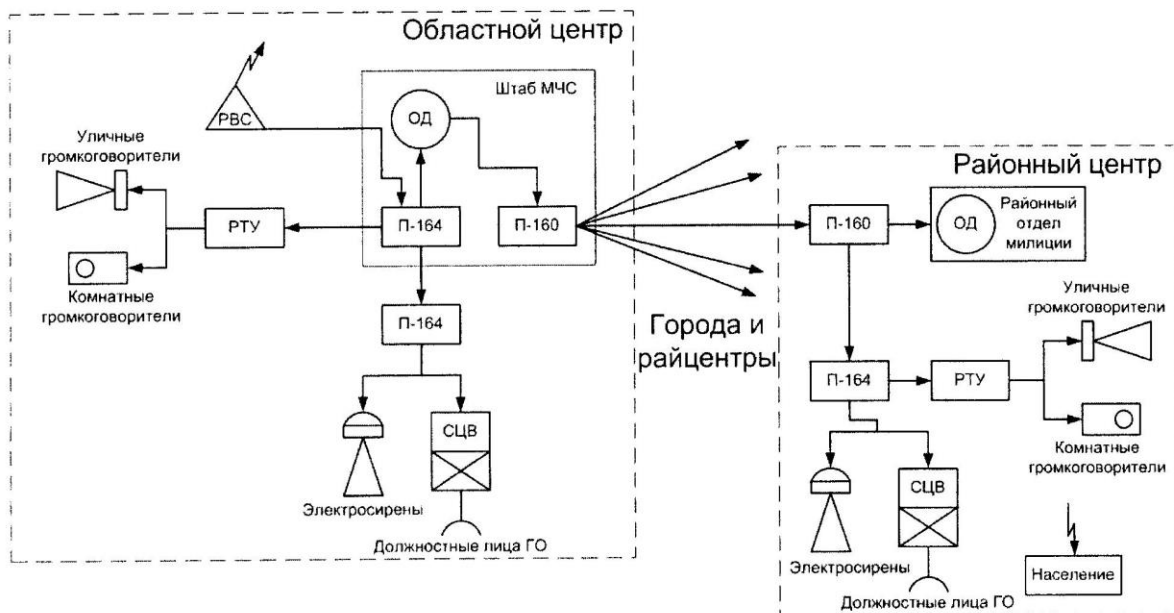 Областной центр
Штаб МЧС
РВС
ОД
Уличные
громкоговорители
РТУ
П-164
П-160
Комнатные
громкоговорители
П-164
СЦВ
Электросирены
Должностные лица ГО
Города и
райцентры
Районный центр
П-160
ОД
Районный
отдел
милиции
Уличные
громкоговорители
П-164
РТУ
Комнатные
громкоговорители
СЦВ
Электросирены
Должностные лица ГО
Население